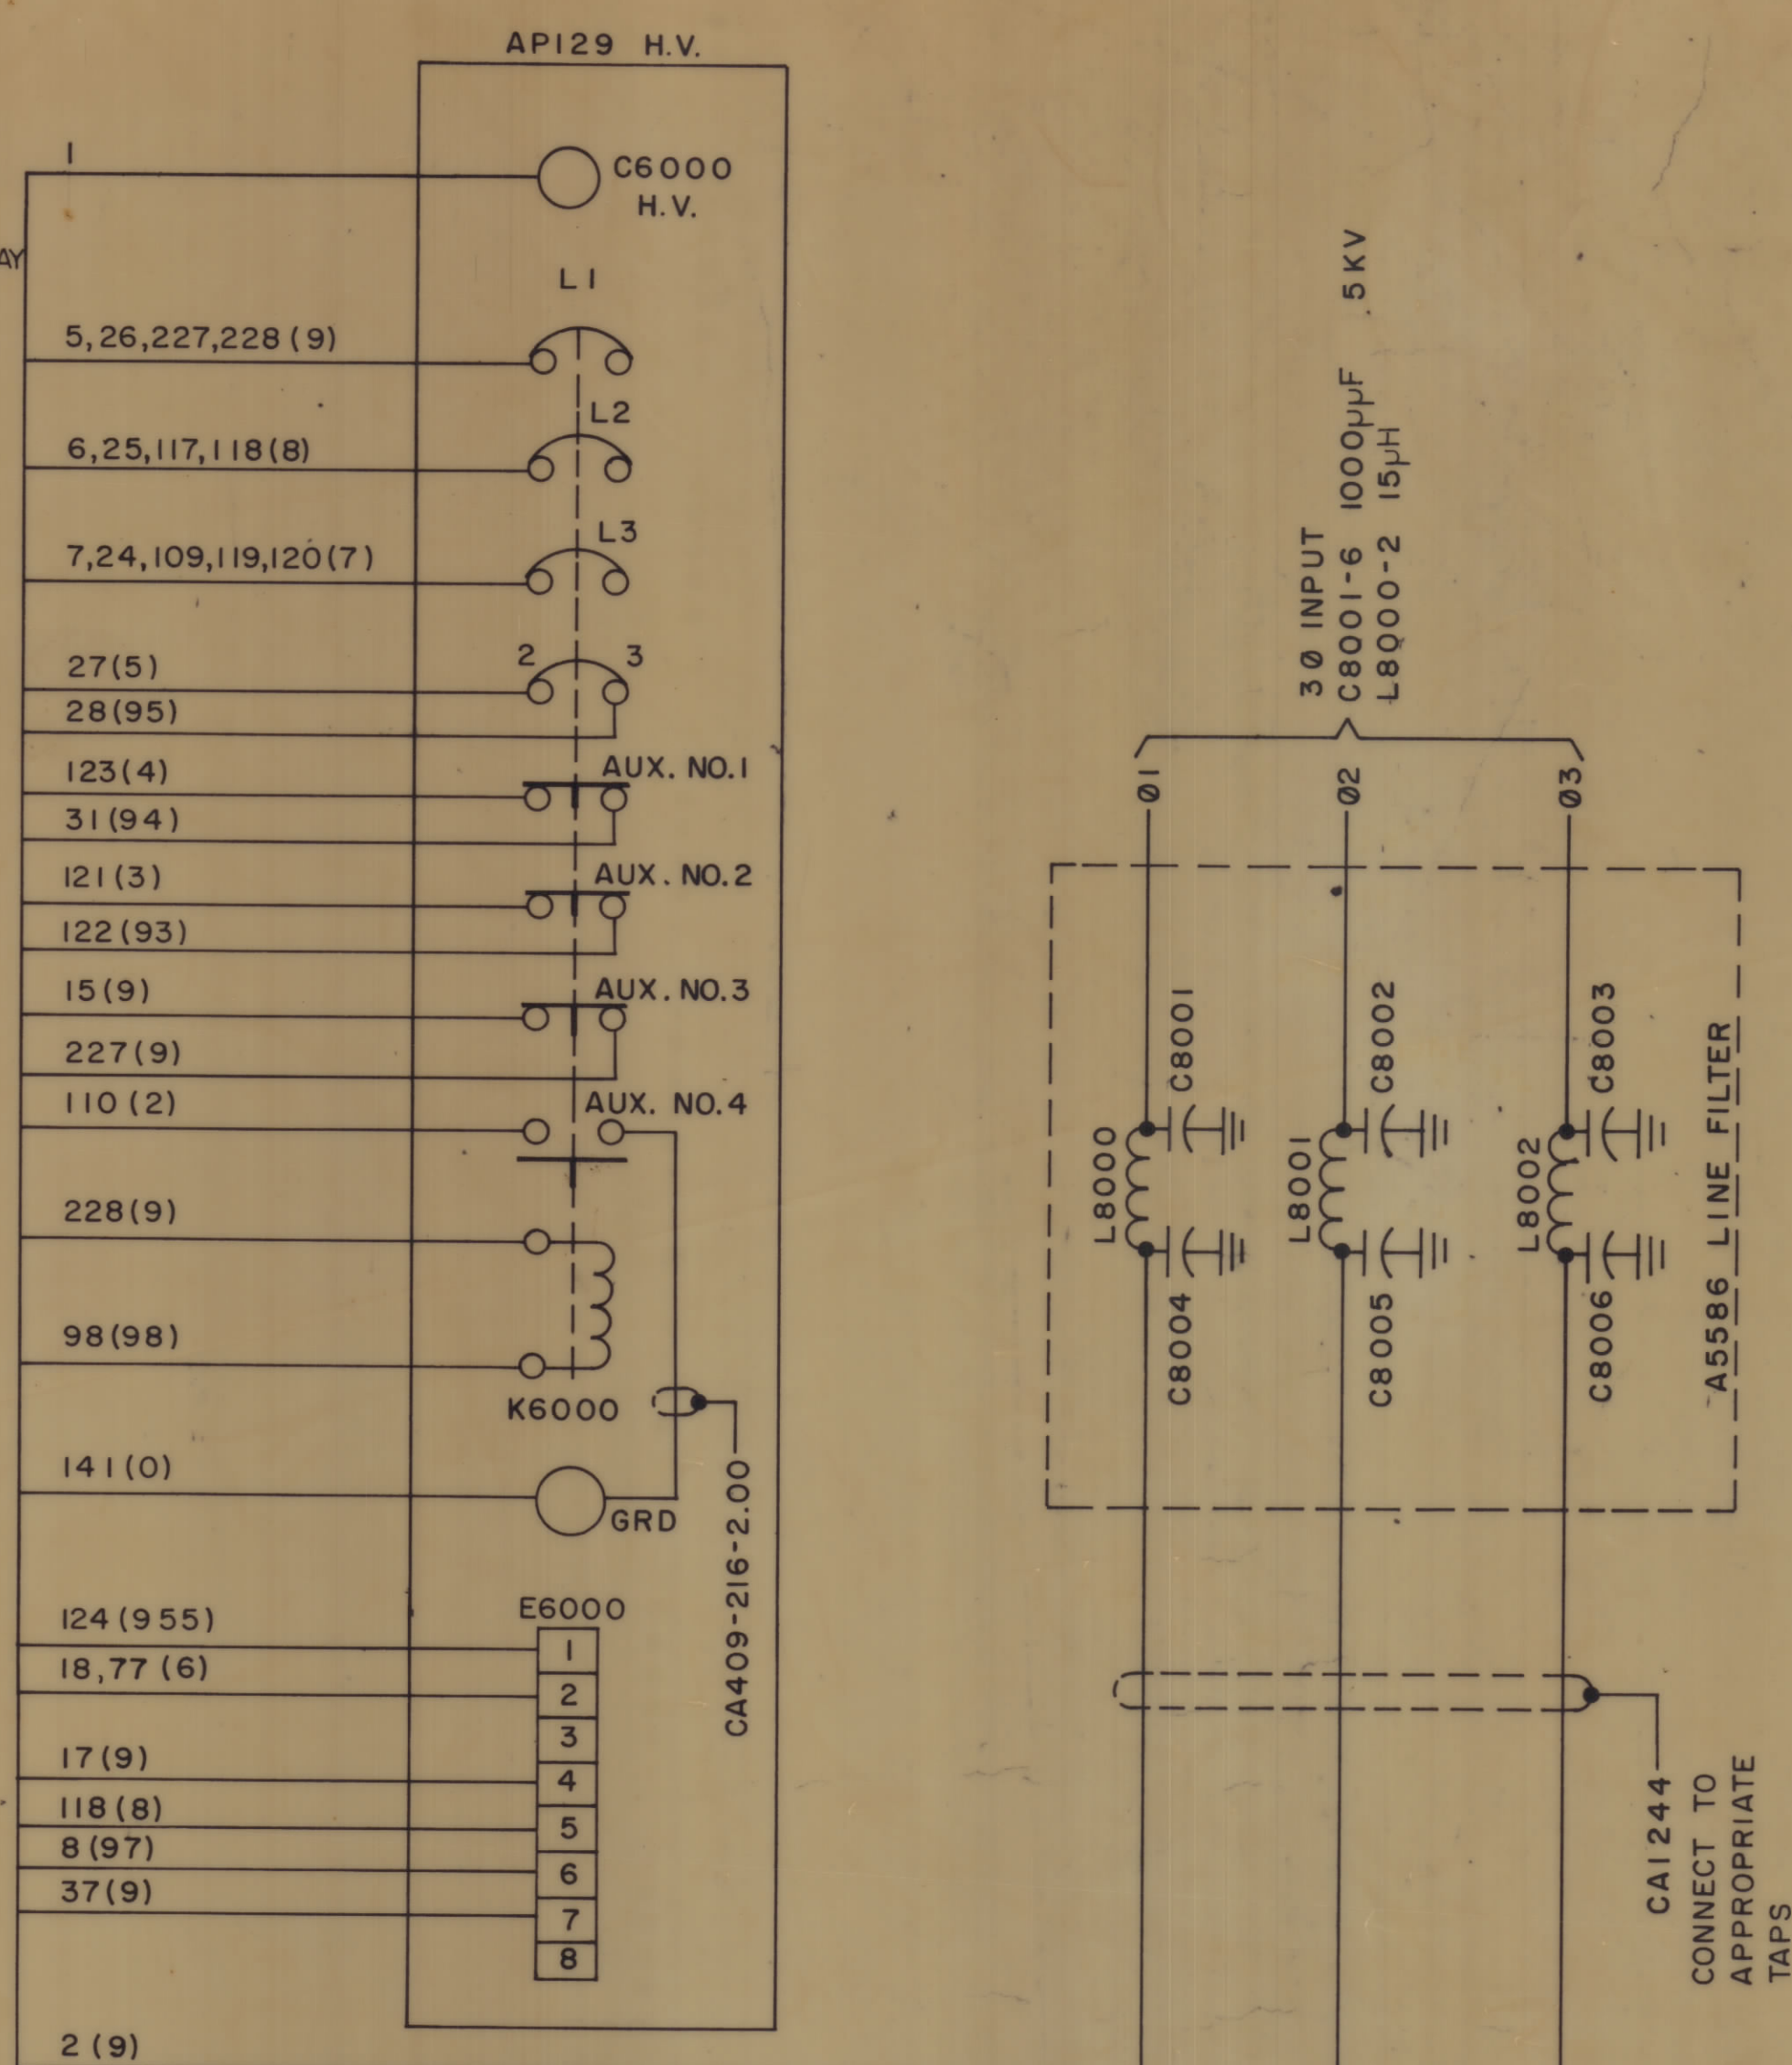 AP129 H.V.
1
C6000
H.V.
AY
L1
5,26,227,228(9)
L2
6,25,117,118(8)
L3
7,24,109,119,120(7)
2 3
27(5)
28(95)
AUX. NO.1
123(4)
31(94)
AUX. NO.2
121(3)
122(93)
AUX. NO.3
15(9)
227(9)
AUX. NO.4
110(2)
228(9)
98(98)
K6000
141(0)
GRD
CA409-216-2.00
E6000
124(955)
1
18,77(6)
2
3
17(9)
4
118(8)
5
8(97)
6
37(9)
7
8
2(9)
3Ø INPUT
C8001-6 1000µµF .5KV
L8000-2 15µH
Ø1
Ø2
Ø3
C8001
C8002
C8003
L8000
L8001
L8002
C8004
C8005
C8006
A5586 LINE FILTER
CA1244
CONNECT TO
APPROPRIATE
TAPS